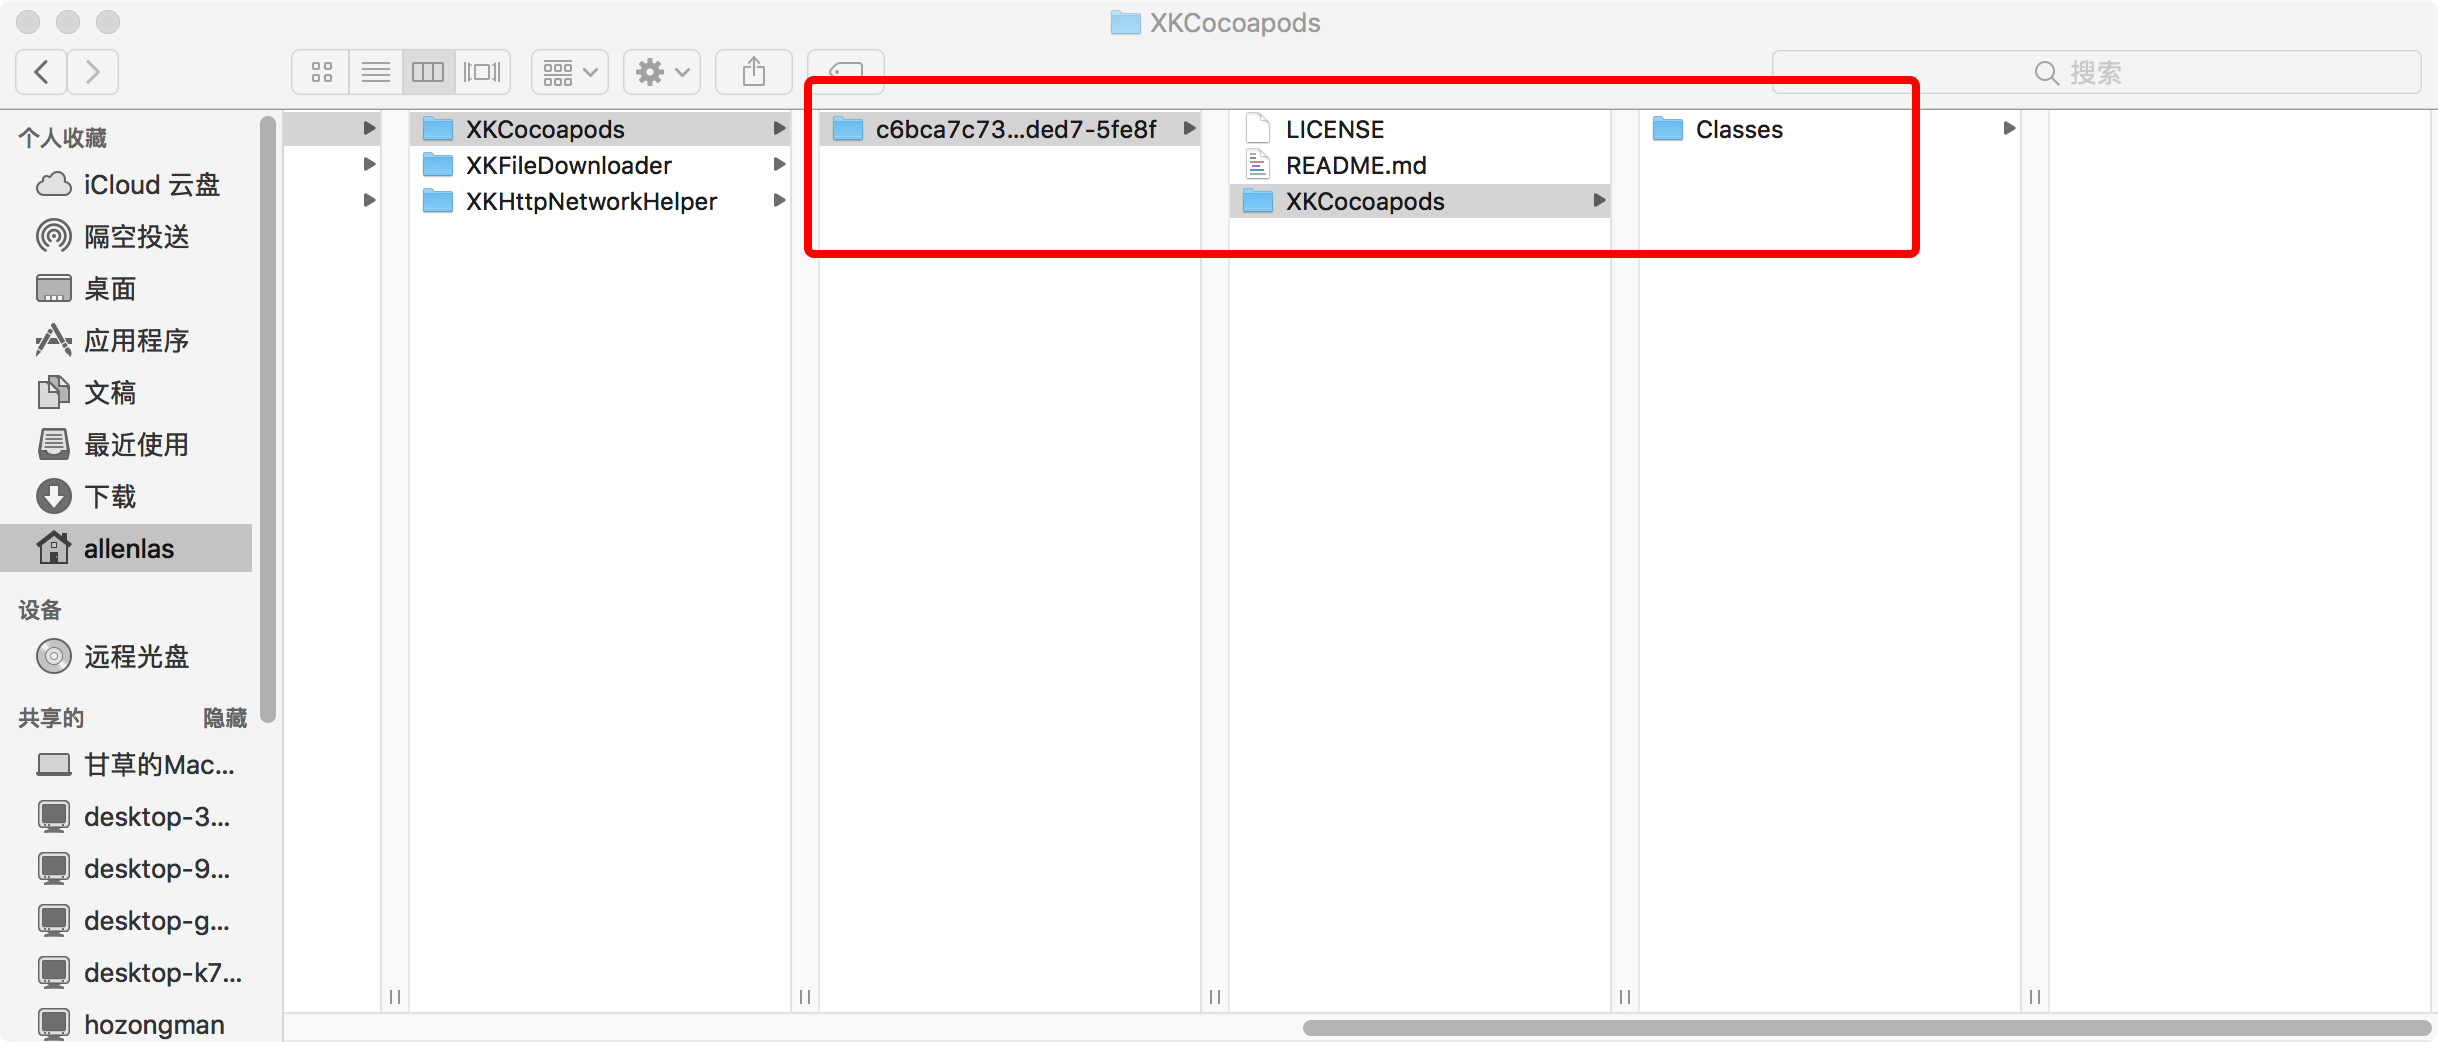 XKCocoapods
搜索
个人收藏
iCloud 云盘
隔空投送
桌面
应用程序
文稿
最近使用
下载
allenlas
设备
远程光盘
共享的 隐藏
甘草的Mac...
desktop-3...
desktop-9...
desktop-g...
desktop-k7...
hozongman
XKCocoapods
XKFileDownloader
XKHttpNetworkHelper
c6bca7c73...ded7-5fe8f
LICENSE
README.md
XKCocoapods
Classes